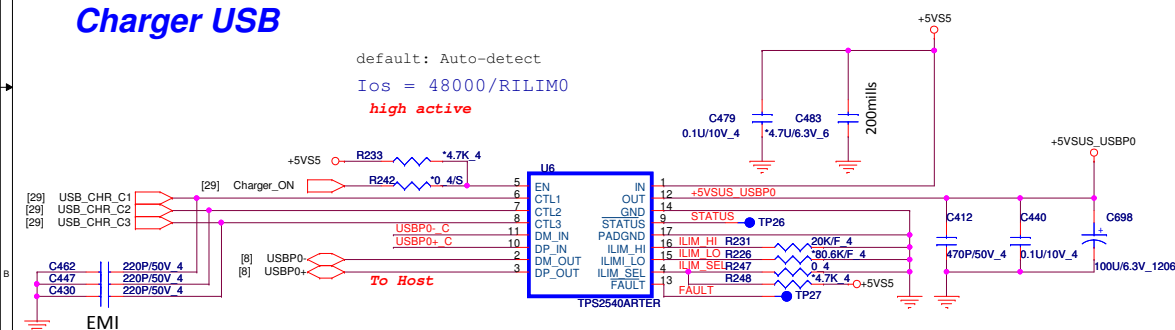 Charger USB
default: Auto-detect
Ios = 48000/RILIM0
high active
+5VS5
C479
0.1U/10V_4
C483
*4.7U/6.3V_6
200mills
+5VSUS_USBP0
+5VS5
R233
*4.7K_4
[29] Charger_ON
R242
*0_4/S
[29] USB_CHR_C1
[29] USB_CHR_C2
[29] USB_CHR_C3
USBP0-_C
USBP0+_C
[8] USBP0-
[8] USBP0+
To Host
U6
5 EN
6 CTL1
7 CTL2
8 CTL3
11 DM_IN
10 DP_IN
2 DM_OUT
3 DP_OUT
IN 1
OUT 12
GND 14
STATUS 9
PADGND 17
ILIM_HI 16
ILIMI_LO 15
ILIM_SEL 4
FAULT 13
TPS2540ARTER
+5VSUS_USBP0
STATUS
TP26
ILIM_HI R231 20K/F_4
ILIM_LO R226 *80.6K/F_4
ILIM_SEL R247 0_4
R248 *4.7K_4 +5VS5
FAULT
TP27
C412
470P/50V_4
C440
0.1U/10V_4
C698
+
100U/6.3V_1206
C462 220P/50V_4
C447 220P/50V_4
C430 220P/50V_4
EMI
B